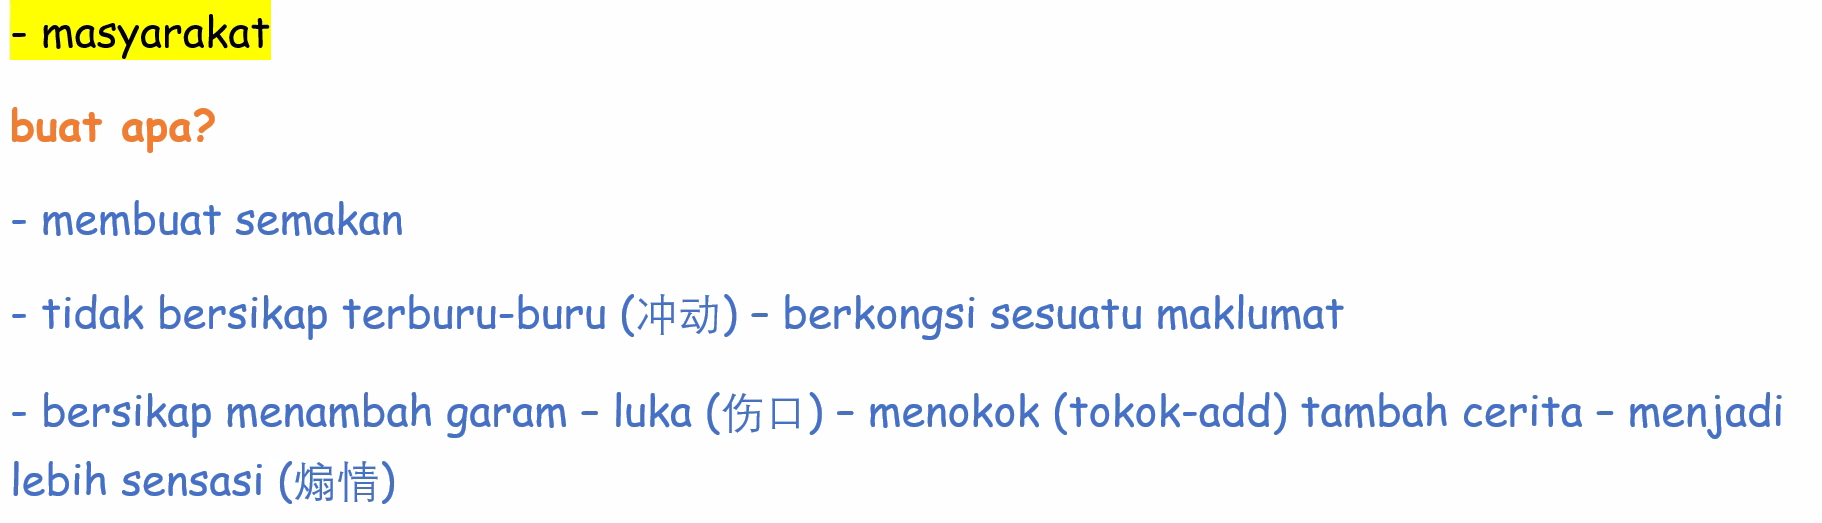 - masyarakat
buat apa?
- membuat semakan
- tidak bersikap terburu-buru (冲动) – berkongsi sesuatu maklumat
- bersikap menambah garam – luka (伤口) – menokok (tokok-add) tambah cerita – menjadi
lebih sensasi (煽情)